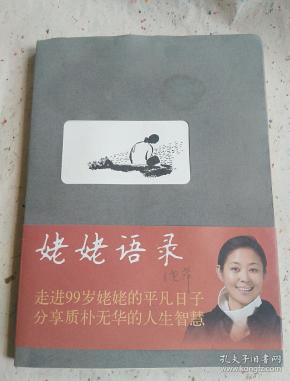 姥姥语录
走进99岁姥姥的平凡日子
分享质朴无华的人生智慧
孔夫子旧书网